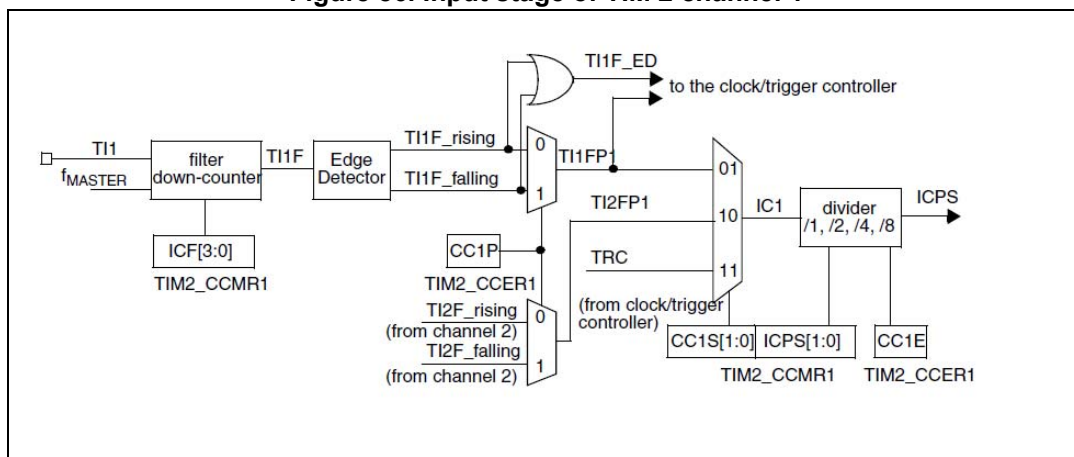 Input stage of TIM 2 channel 1
TI1F_ED
to the clock/trigger controller
TI1
fMASTER
filter
down-counter
TI1F
Edge
Detector
TI1F_rising
TI1F_falling
0
1
TI1FP1
01
ICF[3:0]
TIM2_CCMR1
CC1P
TIM2_CCER1
TI2FP1
10
IC1
divider
/1, /2, /4, /8
ICPS
TRC
11
(from clock/trigger
controller)
TI2F_rising
(from channel 2)
TI2F_falling
(from channel 2)
0
1
CC1S[1:0]
ICPS[1:0]
CC1E
TIM2_CCMR1
TIM2_CCER1